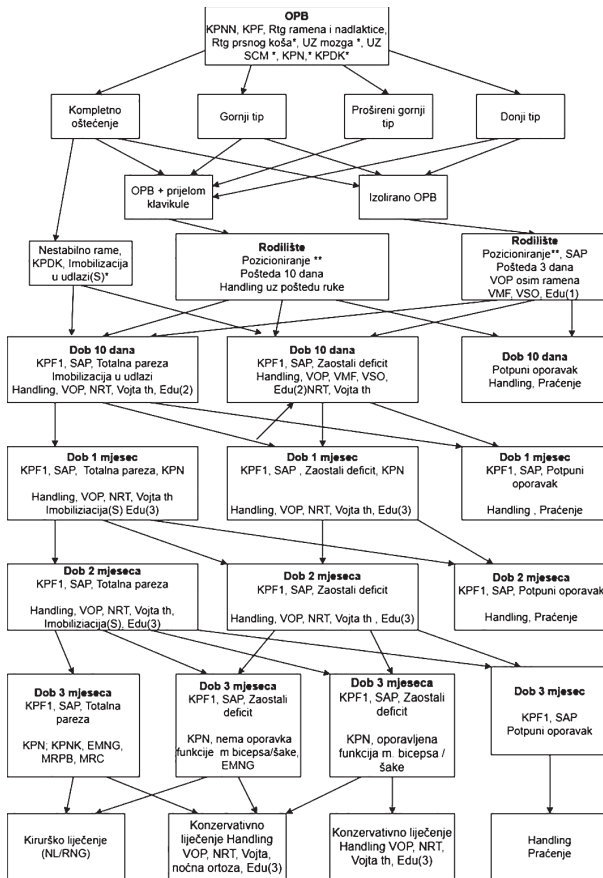 OPB
KPNN, KPF, Rtg ramena i nadlaktice,
Rtg prsnog koša*, UZ mozga *, UZ
SCM *, KPN,* KPDK*
Kompletno
oštećenje
Gornji tip
Prošireni gornji
tip
Donji tip
OPB + prijelom
klavikule
Izolirano OPB
Nestabilno rame,
KPDK, Imobilizacija
u udlazi(S)*
Rodilište
Pozicioniranje **
Pošteda 10 dana
Handling uz poštedu ruke
Rodilište
Pozicioniranje**, SAP
Pošteda 3 dana
VOP osim ramena
VMF, VSO, Edu(1)
Dob 10 dana
KPF1, SAP, Totalna pareza
Imobilizacija u udlazi
Handling, VOP, NRT, Vojta th, Edu(2)
Dob 10 dana
KPF1, SAP, Zaostali deficit
Handling, VOP, VMF, VSO,
Edu(2)NRT, Vojta th
Dob 10 dana
Potpuni oporavak
Handling, Praćenje
Dob 1 mjesec
KPF1, SAP, Totalna pareza, KPN
Handling, VOP, NRT, Vojta th
Imobiliziacija(S) Edu(3)
Dob 1 mjesec
KPF1, SAP , Zaostali deficit, KPN
Handling, VOP, NRT, Vojta th, Edu(3)
Dob 1 mjesec
KPF1, SAP, Potpuni
oporavak
Handling , Praćenje
Dob 2 mjeseca
KPF1, SAP, Totalna pareza
Handling, VOP, NRT, Vojta th,
Imobilizacija(S), Edu(3)
Dob 2 mjeseca
KPF1, SAP, Zaostali deficit
Handling, VOP, NRT, Vojta th , Edu(3)
Dob 2 mjeseca
KPF1, SAP, Potpuni oporavak
Handling, Praćenje
Dob 3 mjeseca
KPF1, SAP, Totalna
pareza
KPN; KPNK, EMNG,
MRPB, MRC
Dob 3 mjeseca
KPF1, SAP, Zaostali
deficit
KPN, nema oporavka
funkcije m bicepsa/šake,
EMNG
Dob 3 mjeseca
KPF1, SAP, Zaostali
deficit
KPN, oporavljena
funkcija m. bicepsa /
šake
Dob 3 mjesec
KPF1, SAP
Potpuni oporavak
Kirurško liječenje
(NL/RNG)
Konzervativno
liječenje Handling
VOP, NRT, Vojta,
noćna ortoza, Edu(3)
Konzervativno liječenje
Handling VOP, NRT,
Vojta th, Edu(3)
Handling
Praćenje